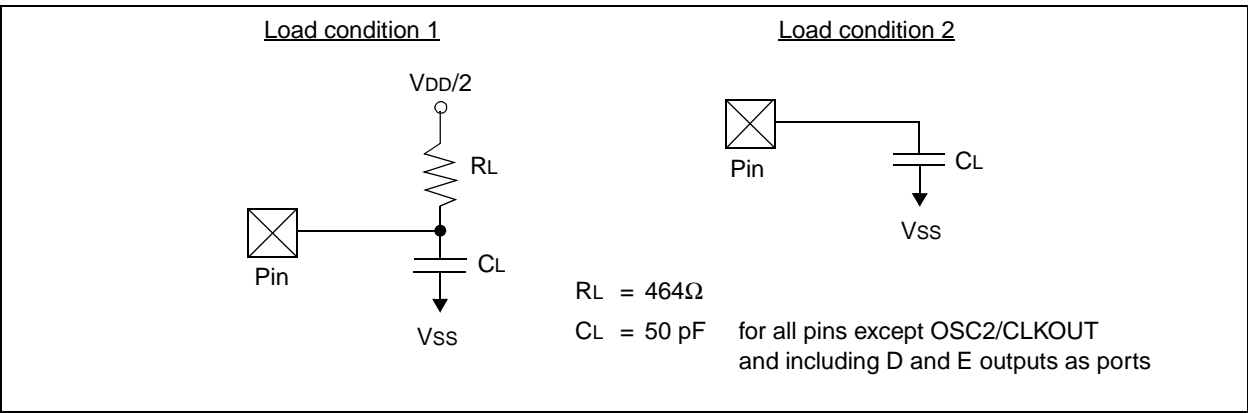 Load condition 1
Load condition 2
VDD/2
RL
Pin
CL
VSS
Pin
CL
VSS
RL = 464Ω
CL = 50 pF for all pins except OSC2/CLKOUT
and including D and E outputs as ports